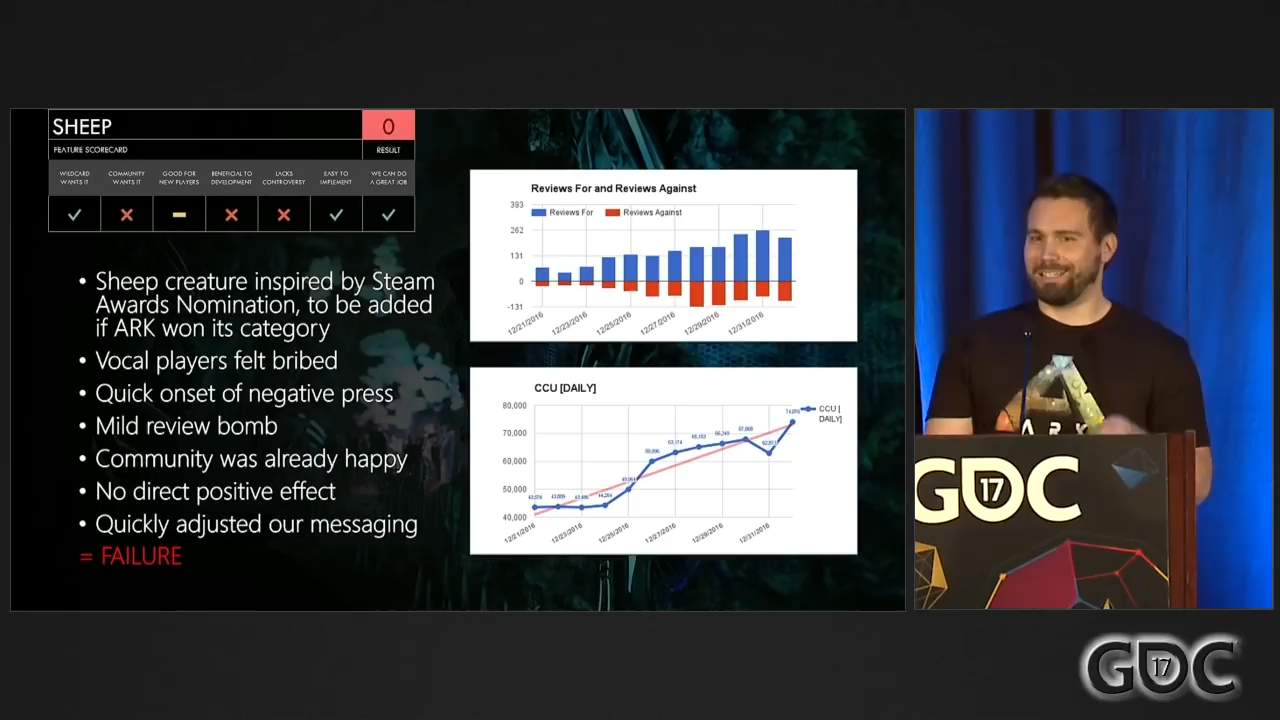 SHEEP
0
FEATURE SCORECARD
RESULT
WILDCARD WANTS IT
COMMUNITY WANTS IT
GOOD FOR NEW PLAYERS
BENEFICIAL TO DEVELOPMENT
LACKS CONTROVERSY
EASY TO IMPLEMENT
WE CAN DO A GREAT JOB
• Sheep creature inspired by Steam
Awards Nomination, to be added
if ARK won its category
• Vocal players felt bribed
• Quick onset of negative press
• Mild review bomb
• Community was already happy
• No direct positive effect
• Quickly adjusted our messaging
= FAILURE
Reviews For and Reviews Against
Reviews For
Reviews Against
393
262
131
0
-131
12/21/2016
12/23/2016
12/25/2016
12/27/2016
12/29/2016
12/31/2016
CCU [DAILY]
CCU [
DAILY]
80,000
70,000
60,000
50,000
40,000
12/21/2016
12/23/2016
12/25/2016
12/27/2016
12/29/2016
12/31/2016
ARK
GDC
17
GDC
17